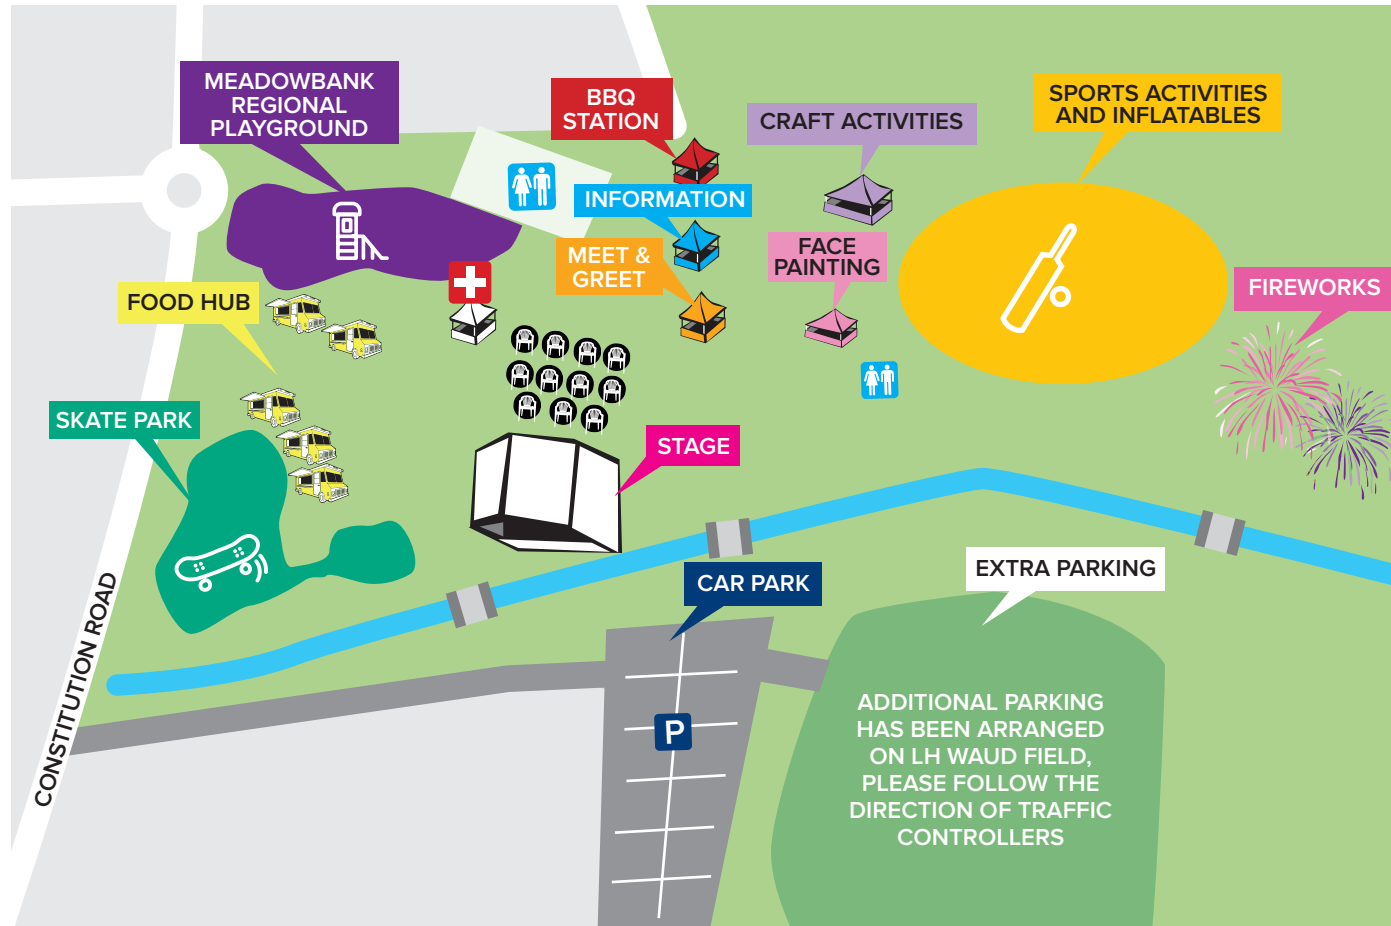 MEADOWBANK
REGIONAL
PLAYGROUND
BBQ
STATION
CRAFT ACTIVITIES
SPORTS ACTIVITIES
AND INFLATABLES
INFORMATION
MEET &
GREET
FACE
PAINTING
FIREWORKS
FOOD HUB
SKATE PARK
STAGE
CAR PARK
EXTRA PARKING
CONSTITUTION ROAD
P
ADDITIONAL PARKING
HAS BEEN ARRANGED
ON LH WAUD FIELD,
PLEASE FOLLOW THE
DIRECTION OF TRAFFIC
CONTROLLERS